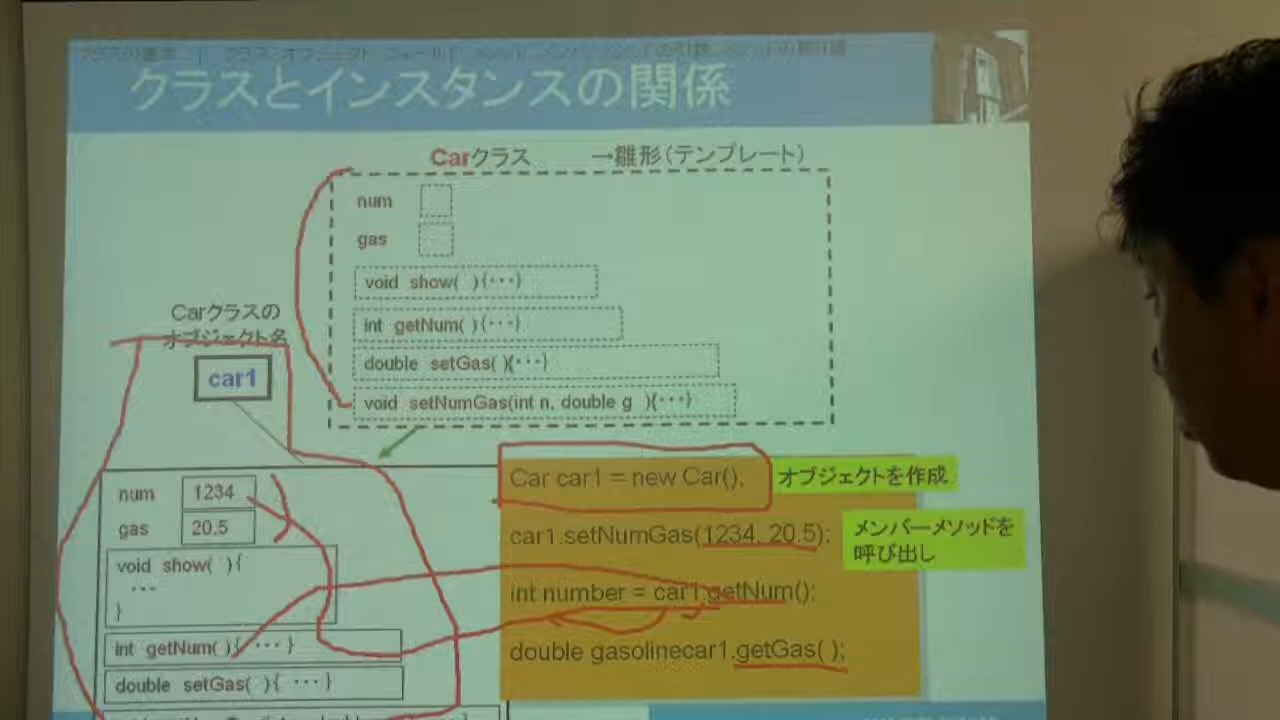 クラスとインスタンスの関係
Carクラス →雛形(テンプレート)
num
gas
void show( ){・・・}
int getNum( ){・・・}
double setGas( ){・・・}
void setNumGas(int n, double g ){・・・}
Carクラスの
オブジェクト名
car1
num 1234
gas 20.5
void show( ){
・・・
}
int getNum( ){ ・・・ }
double setGas( ){ ・・・ }
Car car1 = new Car();
オブジェクトを作成
car1.setNumGas(1234, 20.5);
メンバーメソッドを
呼び出し
int number = car1.getNum();
double gasolinecar1.getGas( );